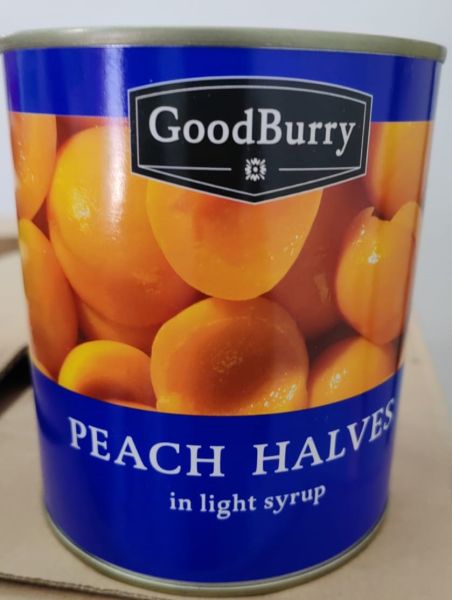 GoodBurry
PEACH HALVES
in light syrup